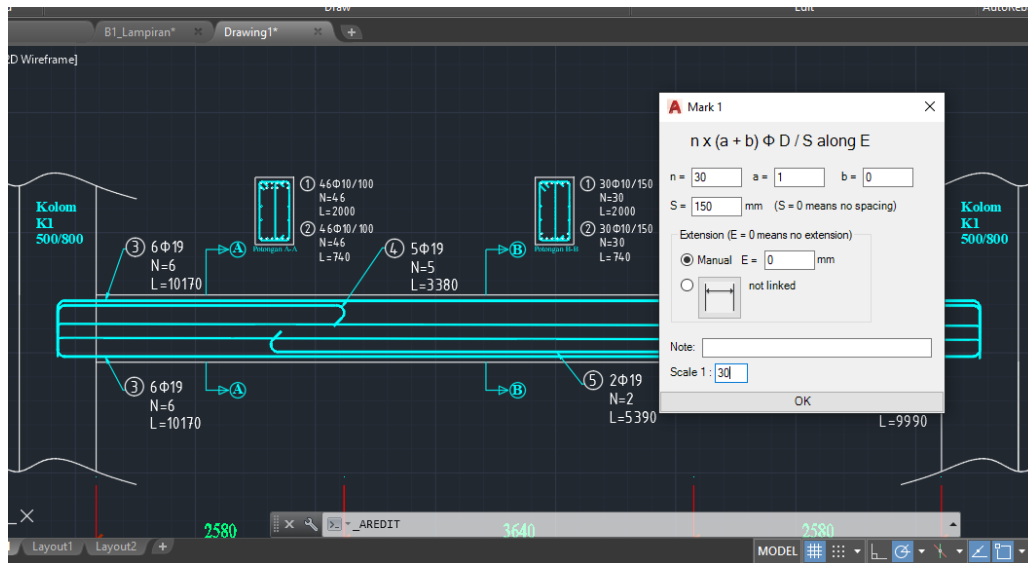 Draw
Edit
B1_Lampiran*
Drawing1*
+
2D Wireframe]
Kolom
K1
500/800
1 46Φ10/100
N=46
L=2000
2 46Φ10/100
N=46
L=740
Potongan A-A
1 30Φ10/150
N=30
L=2000
2 30Φ10/150
N=30
L=740
Potongan B-B
3 6Φ19
N=6
L=10170
A
4 5Φ19
N=5
L=3380
B
3 6Φ19
N=6
L=10170
A
B
5 2Φ19
N=2
L=5390
L=9990
Kolom
K1
500/800
A Mark 1
n x (a + b) Φ D / S along E
n = 30 a = 1 b = 0
S = 150 mm (S = 0 means no spacing)
Extension (E = 0 means no extension)
Manual E = 0 mm
not linked
Note:
Scale 1 : 30
OK
2580
3640
2580
X
_AREDIT
Layout1 Layout2 +
MODEL